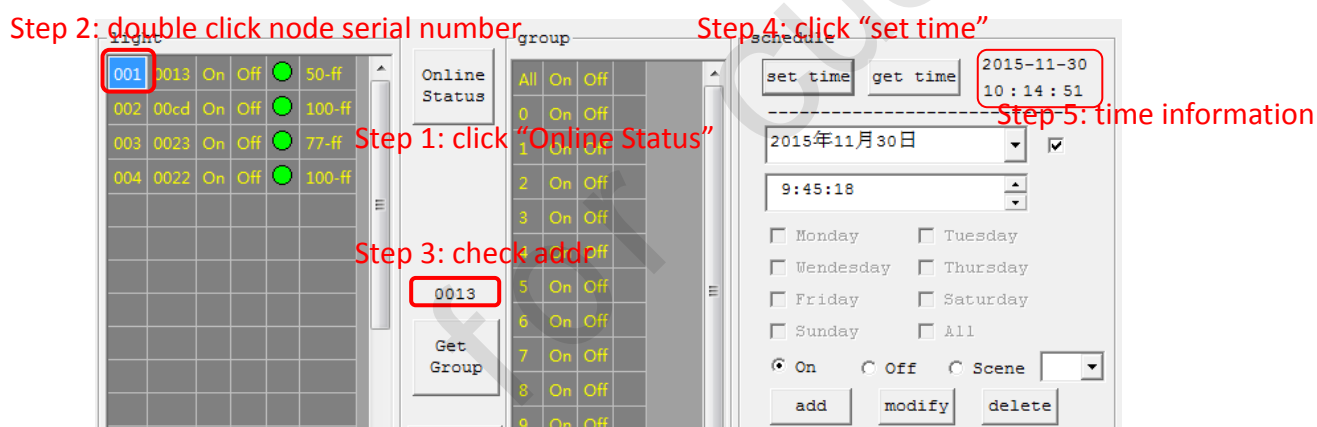 Step 2: double click node serial number
Step 4: click “set time”
light
group
schedule
001 0013 On Off 50-ff
002 00cd On Off 100-ff
003 0023 On Off 77-ff
004 0022 On Off 100-ff
Online
Status
Step 1: click “Online Status”
Step 3: check addr
0013
Get
Group
All On Off
0 On Off
1 On Off
2 On Off
3 On Off
4 On Off
5 On Off
6 On Off
7 On Off
8 On Off
9 On Off
set time get time
2015-11-30
10:14:51
Step 5: time information
2015年11月30日
9:45:18
Monday Tuesday
Wendesday Thursday
Friday Saturday
Sunday All
On Off Scene
add modify delete
for